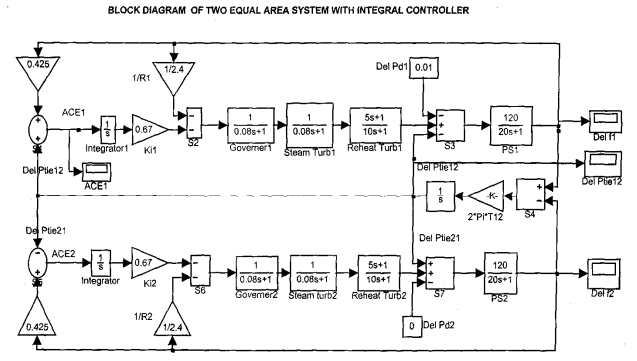 BLOCK DIAGRAM OF TWO EQUAL AREA SYSTEM WITH INTEGRAL CONTROLLER
0.425
1/R1
1/2.4
Del Pd1
0.01
ACE1
+
+
1
s
Integrator1
0.67
Ki1
−
−
S2
1
0.08s+1
Governer1
1
0.08s+1
Steam Turb1
5s+1
10s+1
Reheat Turb1
−
+
−
S3
120
20s+1
PS1
Del f1
Del Ptie12
ACE1
Del Ptie12
Del Ptie12
1
s
-K-
2*Pi*T12
+
−
S4
Del Ptie21
Del Ptie21
−
+
ACE2
1
s
Integrator
0.67
Ki2
−
−
S6
1
0.08s+1
Governer2
1
0.08s+1
Steam turb2
5s+1
10s+1
Reheat Turb2
+
+
−
S7
120
20s+1
PS2
Del f2
0.425
1/R2
1/2.4
0
Del Pd2